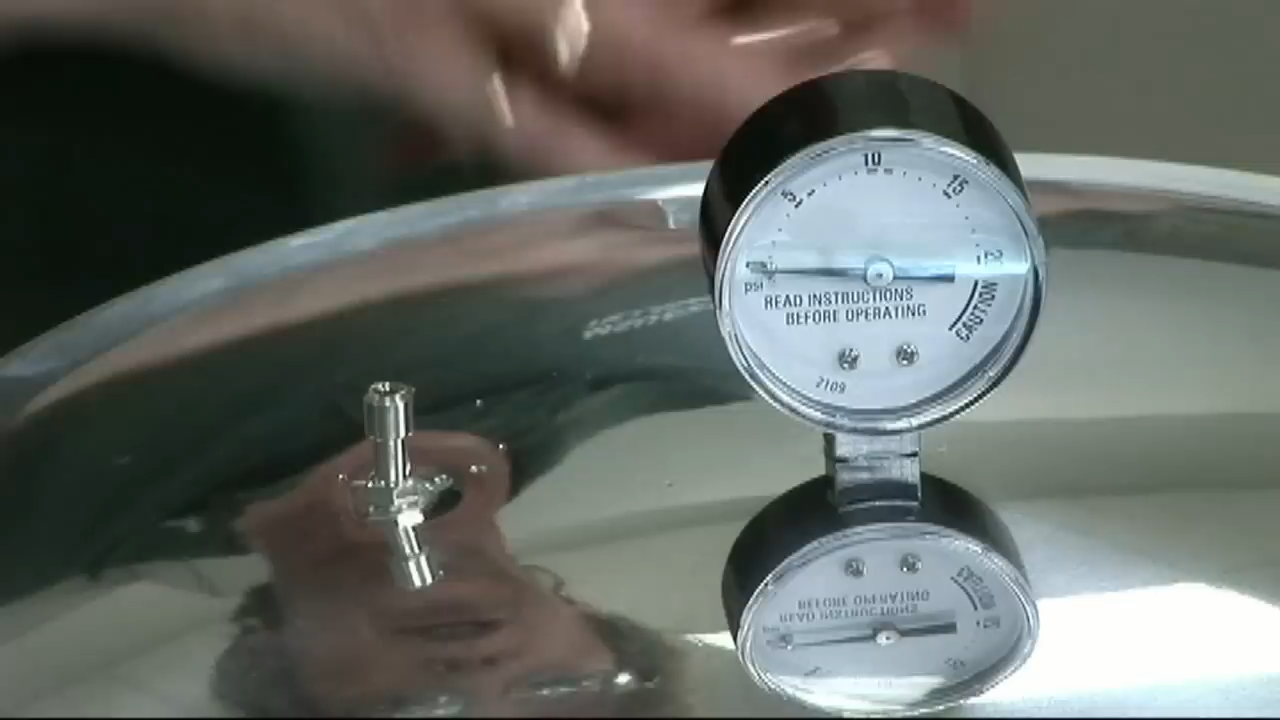 10
5
15
psi
READ INSTRUCTIONS
BEFORE OPERATING
CAUTION
2109